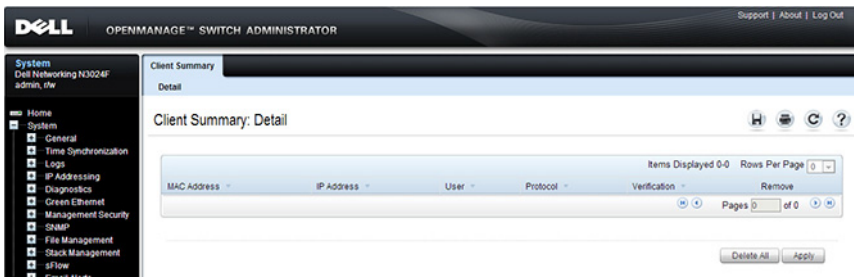 Support | About | Log Out
DELL
OPENMANAGE™ SWITCH ADMINISTRATOR
System
Dell Networking N3024F
admin, r/w
Home
System
General
Time Synchronization
Logs
IP Addressing
Diagnostics
Green Ethernet
Management Security
SNMP
File Management
Stack Management
sFlow
Client Summary
Detail
Client Summary: Detail
Items Displayed 0-0 Rows Per Page 0
MAC Address IP Address User Protocol Verification Remove
Pages 0 of 0
Delete All Apply